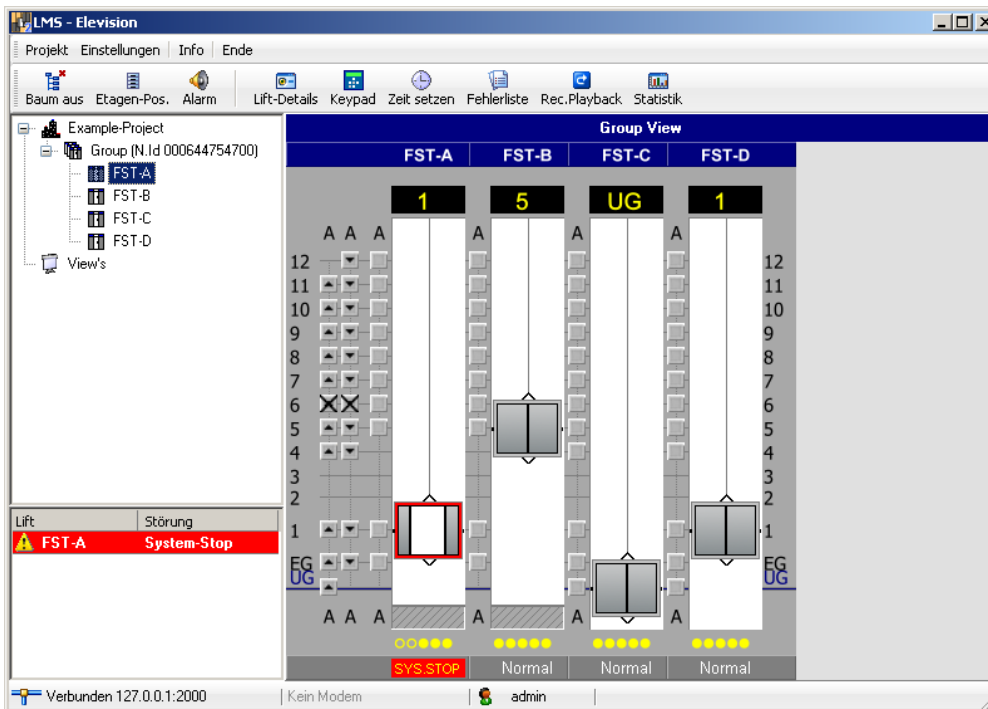 LMS - Elevision
Projekt Einstellungen Info Ende
Baum aus Etagen-Pos. Alarm Lift-Details Keypad Zeit setzen Fehlerliste Rec.Playback Statistik
Example-Project
Group (N.Id 000644754700)
FST-A
FST-B
FST-C
FST-D
View's
Lift Störung
FST-A System-Stop
Group View
FST-A FST-B FST-C FST-D
1 5 UG 1
A A A A A A
12 12
11 11
10 10
9 9
8 8
7 7
6 6
5 5
4 4
3 3
2 2
1 1
EG EG
UG UG
A A A A A A
SYS.STOP Normal Normal Normal
Verbunden 127.0.0.1:2000 Kein Modem admin